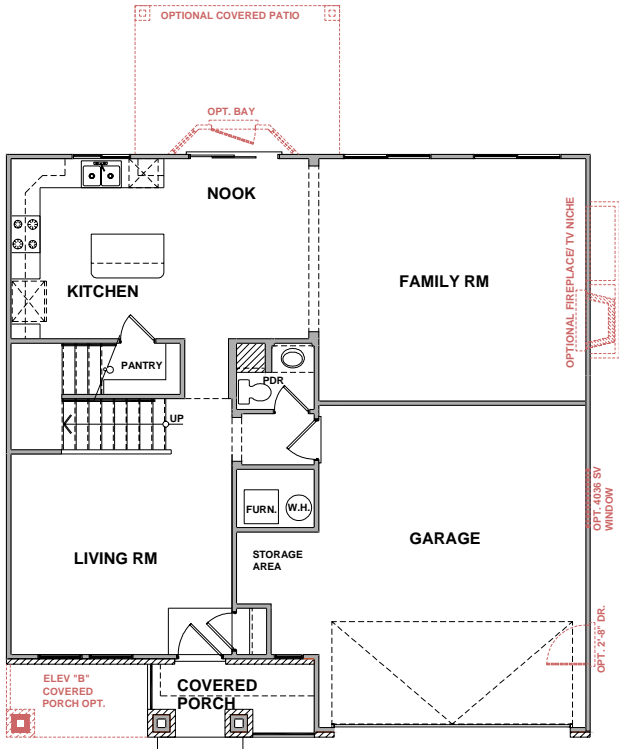 OPTIONAL COVERED PATIO
OPT. BAY
NOOK
KITCHEN
FAMILY RM
OPTIONAL FIREPLACE/ TV NICHE
PANTRY
PDR
UP
FURN.
W.H.
OPT. 4036 SV
WINDOW
GARAGE
LIVING RM
STORAGE
AREA
OPT. 2'-8" DR.
ELEV "B"
COVERED
PORCH OPT.
COVERED
PORCH